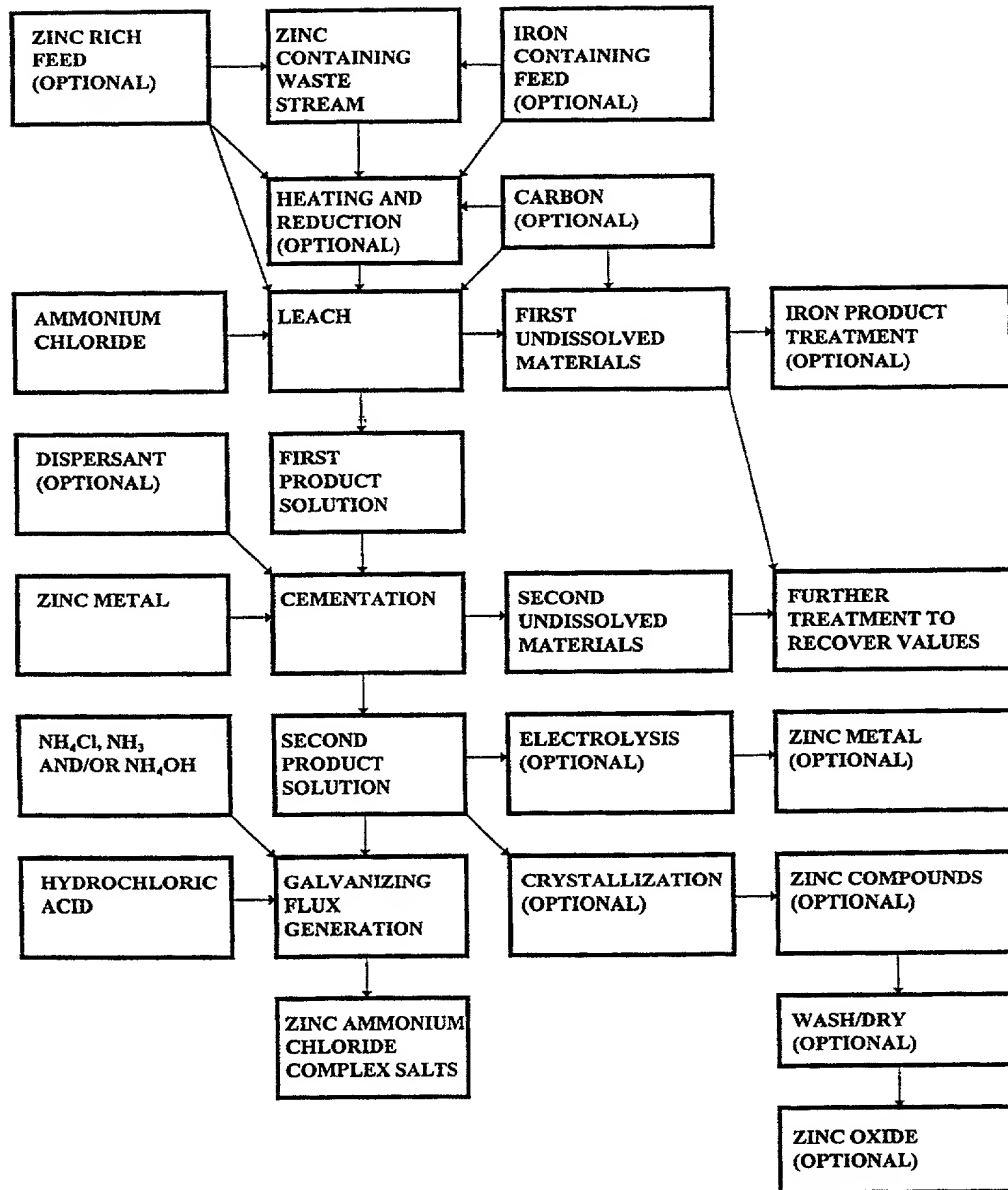 ZINC RICH
FEED
(OPTIONAL)
ZINC
CONTAINING
WASTE
STREAM
IRON
CONTAINING
FEED
(OPTIONAL)
HEATING AND
REDUCTION
(OPTIONAL)
CARBON
(OPTIONAL)
AMMONIUM
CHLORIDE
LEACH
FIRST
UNDISSOLVED
MATERIALS
IRON PRODUCT
TREATMENT
(OPTIONAL)
DISPERSANT
(OPTIONAL)
FIRST
PRODUCT
SOLUTION
ZINC METAL
CEMENTATION
SECOND
UNDISSOLVED
MATERIALS
FURTHER
TREATMENT TO
RECOVER VALUES
NH₄Cl, NH₃
AND/OR NH₄OH
SECOND
PRODUCT
SOLUTION
ELECTROLYSIS
(OPTIONAL)
ZINC METAL
(OPTIONAL)
HYDROCHLORIC
ACID
GALVANIZING
FLUX
GENERATION
CRYSTALLIZATION
(OPTIONAL)
ZINC COMPOUNDS
(OPTIONAL)
ZINC AMMONIUM
CHLORIDE
COMPLEX SALTS
WASH/DRY
(OPTIONAL)
ZINC OXIDE
(OPTIONAL)